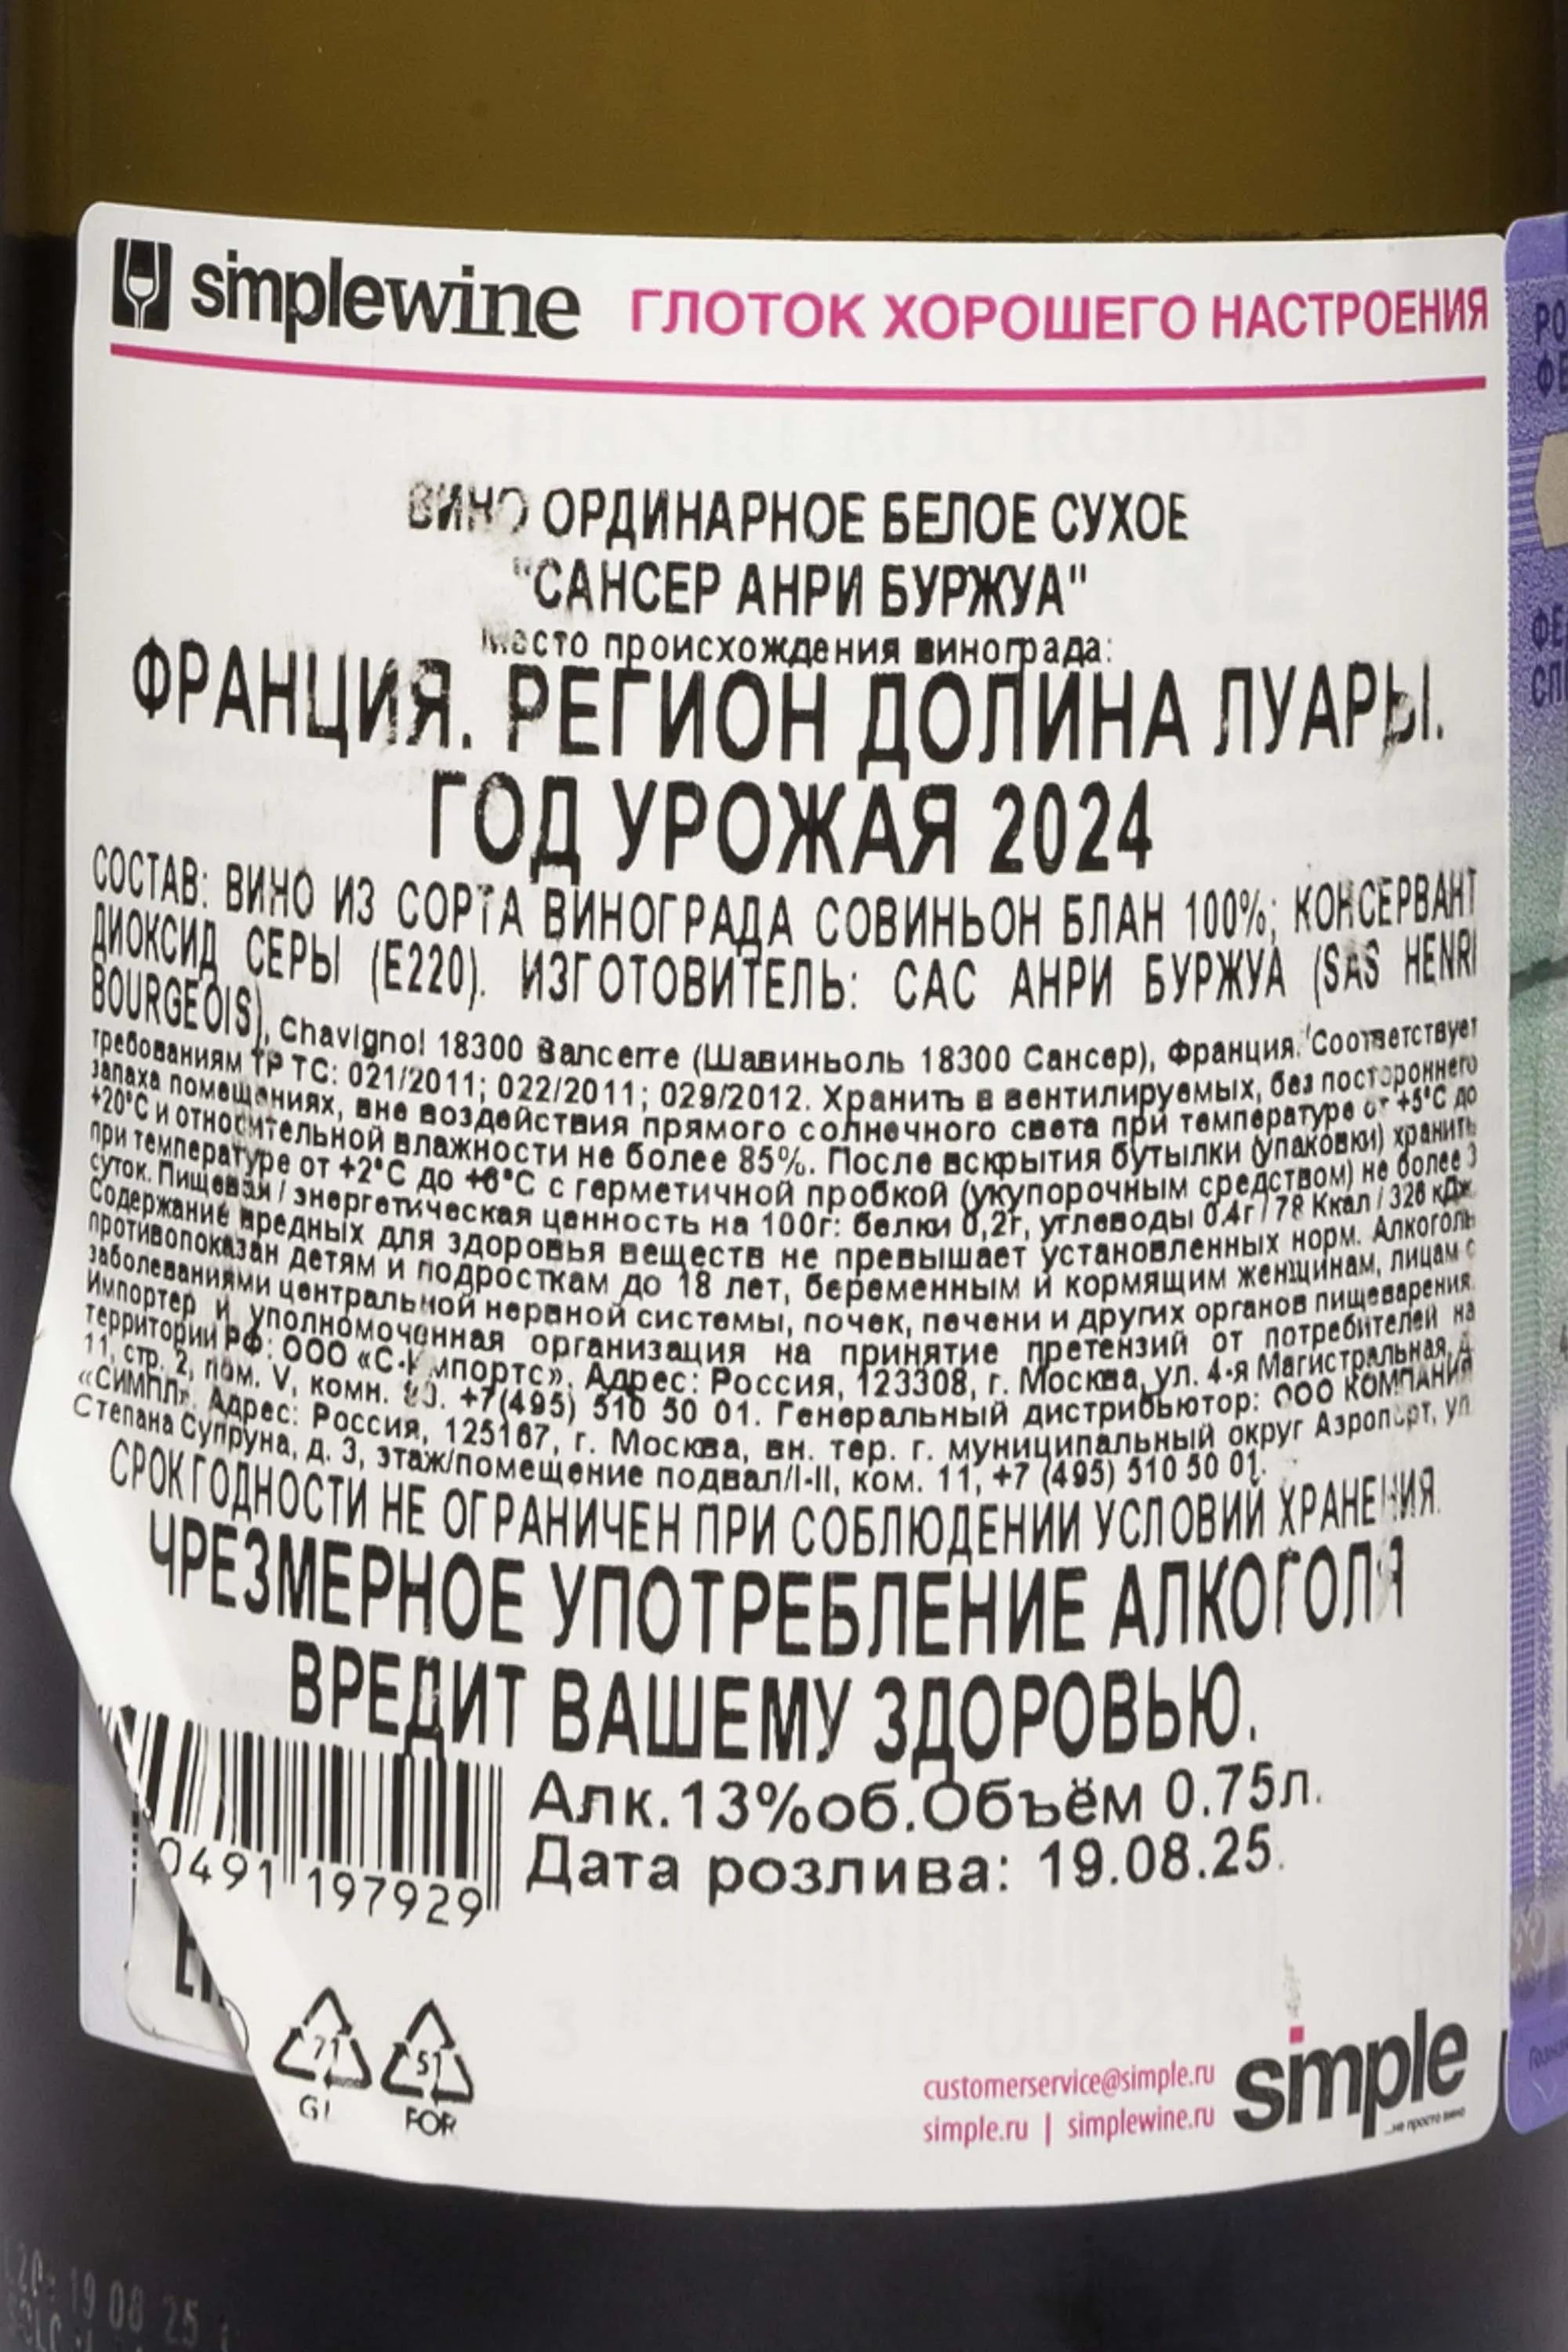 simplewine ГЛОТОК ХОРОШЕГО НАСТРОЕНИЯ
ВИНО ОРДИНАРНОЕ БЕЛОЕ СУХОЕ
"САНСЕР АНРИ БУРЖУА"
Место происхождения винограда:
ФРАНЦИЯ. РЕГИОН ДОЛИНА ЛУАРЫ.
ГОД УРОЖАЯ 2024
СОСТАВ: ВИНО ИЗ СОРТА ВИНОГРАДА СОВИНЬОН БЛАН 100%; КОНСЕРВАНТ
ДИОКСИД СЕРЫ (Е220). ИЗГОТОВИТЕЛЬ: САС АНРИ БУРЖУА (SAS HENRI
BOURGEOIS), Chavignol 18300 Sancerre (Шавиньоль 18300 Сансер), Франция. Соответствует
требованиям ТР ТС: 021/2011; 022/2011; 029/2012. Хранить в вентилируемых, без постороннего
запаха помещениях, вне воздействия прямого солнечного света при температуре от +5°С до
+20°С и относительной влажности не более 85%. После вскрытия бутылки (упаковки) хранить
при температуре от +2°С до +6°С с герметичной пробкой (укупорочным средством) не более 3
суток. Пищевая / энергетическая ценность на 100г: белки 0,2г, углеводы 0.4г / 78 Ккал / 326 кДж.
Содержание вредных для здоровья веществ не превышает установленных норм. Алкоголь
противопоказан детям и подросткам до 18 лет, беременным и кормящим женщинам, лицам с
заболеваниями центральной нервной системы, почек, печени и других органов пищеварения.
Импортер и уполномоченная организация на принятие претензий от потребителей на
территории РФ: ООО «С-Импортс». Адрес: Россия, 123308, г. Москва, ул. 4-я Магистральная, д.
11, стр. 2, пом. V, комн. +7(495) 510 50 01. Генеральный дистрибьютор: ООО КОМПАНИЯ
«СИМПЛ». Адрес: Россия, 125167, г. Москва, вн. тер. г. муниципальный округ Аэропорт, ул.
Степана Супруна, д. 3, этаж/помещение подвал/I-II, ком. 11, +7 (495) 510 50 01.
СРОК ГОДНОСТИ НЕ ОГРАНИЧЕН ПРИ СОБЛЮДЕНИИ УСЛОВИЙ ХРАНЕНИЯ.
ЧРЕЗМЕРНОЕ УПОТРЕБЛЕНИЕ АЛКОГОЛЯ
ВРЕДИТ ВАШЕМУ ЗДОРОВЬЮ.
Алк.13%об.Объём 0.75л.
Дата розлива: 19.08.25.
0491 197929
71 51
GL FOR
customerservice@simple.ru
simple.ru | simplewine.ru
simple
...не просто вино
19 08 25